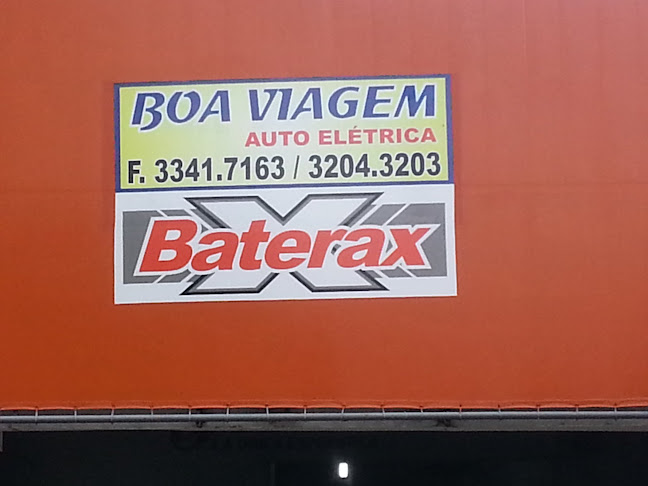 BOA VIAGEM
AUTO ELÉTRICA
F. 3341.7163 / 3204.3203
Baterax